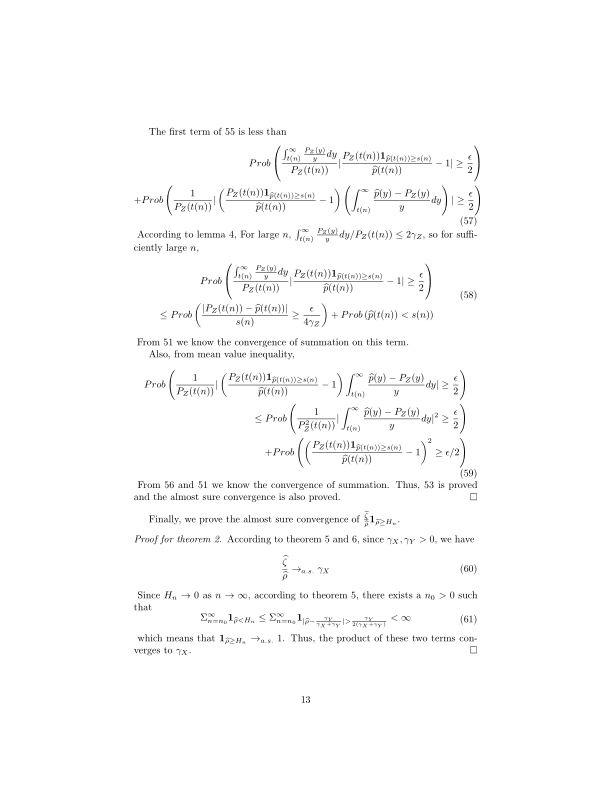 The first term of 55 is less than
$Prob\left(\frac{\int_{t(n)}^{\infty}\frac{P_Z(y)}{y}dy}{P_Z(t(n))}|\frac{P_Z(t(n))\mathbf{1}_{\widehat{p}(t(n))\geq s(n)}}{\widehat{p}(t(n))}-1|\geq\frac{\epsilon}{2}\right)$
$+Prob\left(\frac{1}{P_Z(t(n))}|\left(\frac{P_Z(t(n))\mathbf{1}_{\widehat{p}(t(n))\geq s(n)}}{\widehat{p}(t(n))}-1\right)\left(\int_{t(n)}^{\infty}\frac{\widehat{p}(y)-P_Z(y)}{y}dy\right)|\geq\frac{\epsilon}{2}\right)$
(57)
According to lemma 4, For large $n$, $\int_{t(n)}^{\infty}\frac{P_Z(y)}{y}dy/P_Z(t(n))\leq 2\gamma_Z$, so for suffi-
ciently large $n$,
$Prob\left(\frac{\int_{t(n)}^{\infty}\frac{P_Z(y)}{y}dy}{P_Z(t(n))}|\frac{P_Z(t(n))\mathbf{1}_{\widehat{p}(t(n))\geq s(n)}}{\widehat{p}(t(n))}-1|\geq\frac{\epsilon}{2}\right)$
(58)
$\leq Prob\left(\frac{|P_Z(t(n))-\widehat{p}(t(n))|}{s(n)}\geq\frac{\epsilon}{4\gamma_Z}\right)+Prob\left(\widehat{p}(t(n))<s(n)\right)$
From 51 we know the convergence of summation on this term.
Also, from mean value inequality,
$Prob\left(\frac{1}{P_Z(t(n))}|\left(\frac{P_Z(t(n))\mathbf{1}_{\widehat{p}(t(n))\geq s(n)}}{\widehat{p}(t(n))}-1\right)\int_{t(n)}^{\infty}\frac{\widehat{p}(y)-P_Z(y)}{y}dy|\geq\frac{\epsilon}{2}\right)$
$\leq Prob\left(\frac{1}{P_Z^2(t(n))}|\int_{t(n)}^{\infty}\frac{\widehat{p}(y)-P_Z(y)}{y}dy|^2\geq\frac{\epsilon}{2}\right)$
$+Prob\left(\left(\frac{P_Z(t(n))\mathbf{1}_{\widehat{p}(t(n))\geq s(n)}}{\widehat{p}(t(n))}-1\right)^2\geq\epsilon/2\right)$
(59)
From 56 and 51 we know the convergence of summation. Thus, 53 is proved
and the almost sure convergence is also proved. □
Finally, we prove the almost sure convergence of $\frac{\widehat{\zeta}}{\widehat{\rho}}\mathbf{1}_{\widehat{\rho}\geq H_n}$.
Proof for theorem 2. According to theorem 5 and 6, since $\gamma_X, \gamma_Y > 0$, we have
$\frac{\widehat{\zeta}}{\widehat{\rho}}\rightarrow_{a.s.}\gamma_X$ (60)
Since $H_n\rightarrow 0$ as $n\rightarrow\infty$, according to theorem 5, there exists a $n_0>0$ such
that
$\Sigma_{n=n_0}^{\infty}\mathbf{1}_{\widehat{\rho}<H_n}\leq\Sigma_{n=n_0}^{\infty}\mathbf{1}_{|\widehat{\rho}-\frac{\gamma_Y}{\gamma_X+\gamma_Y}|>\frac{\gamma_Y}{2(\gamma_X+\gamma_Y)}}<\infty$ (61)
which means that $\mathbf{1}_{\widehat{\rho}\geq H_n}\rightarrow_{a.s.}1$. Thus, the product of these two terms con-
verges to $\gamma_X$. □
13